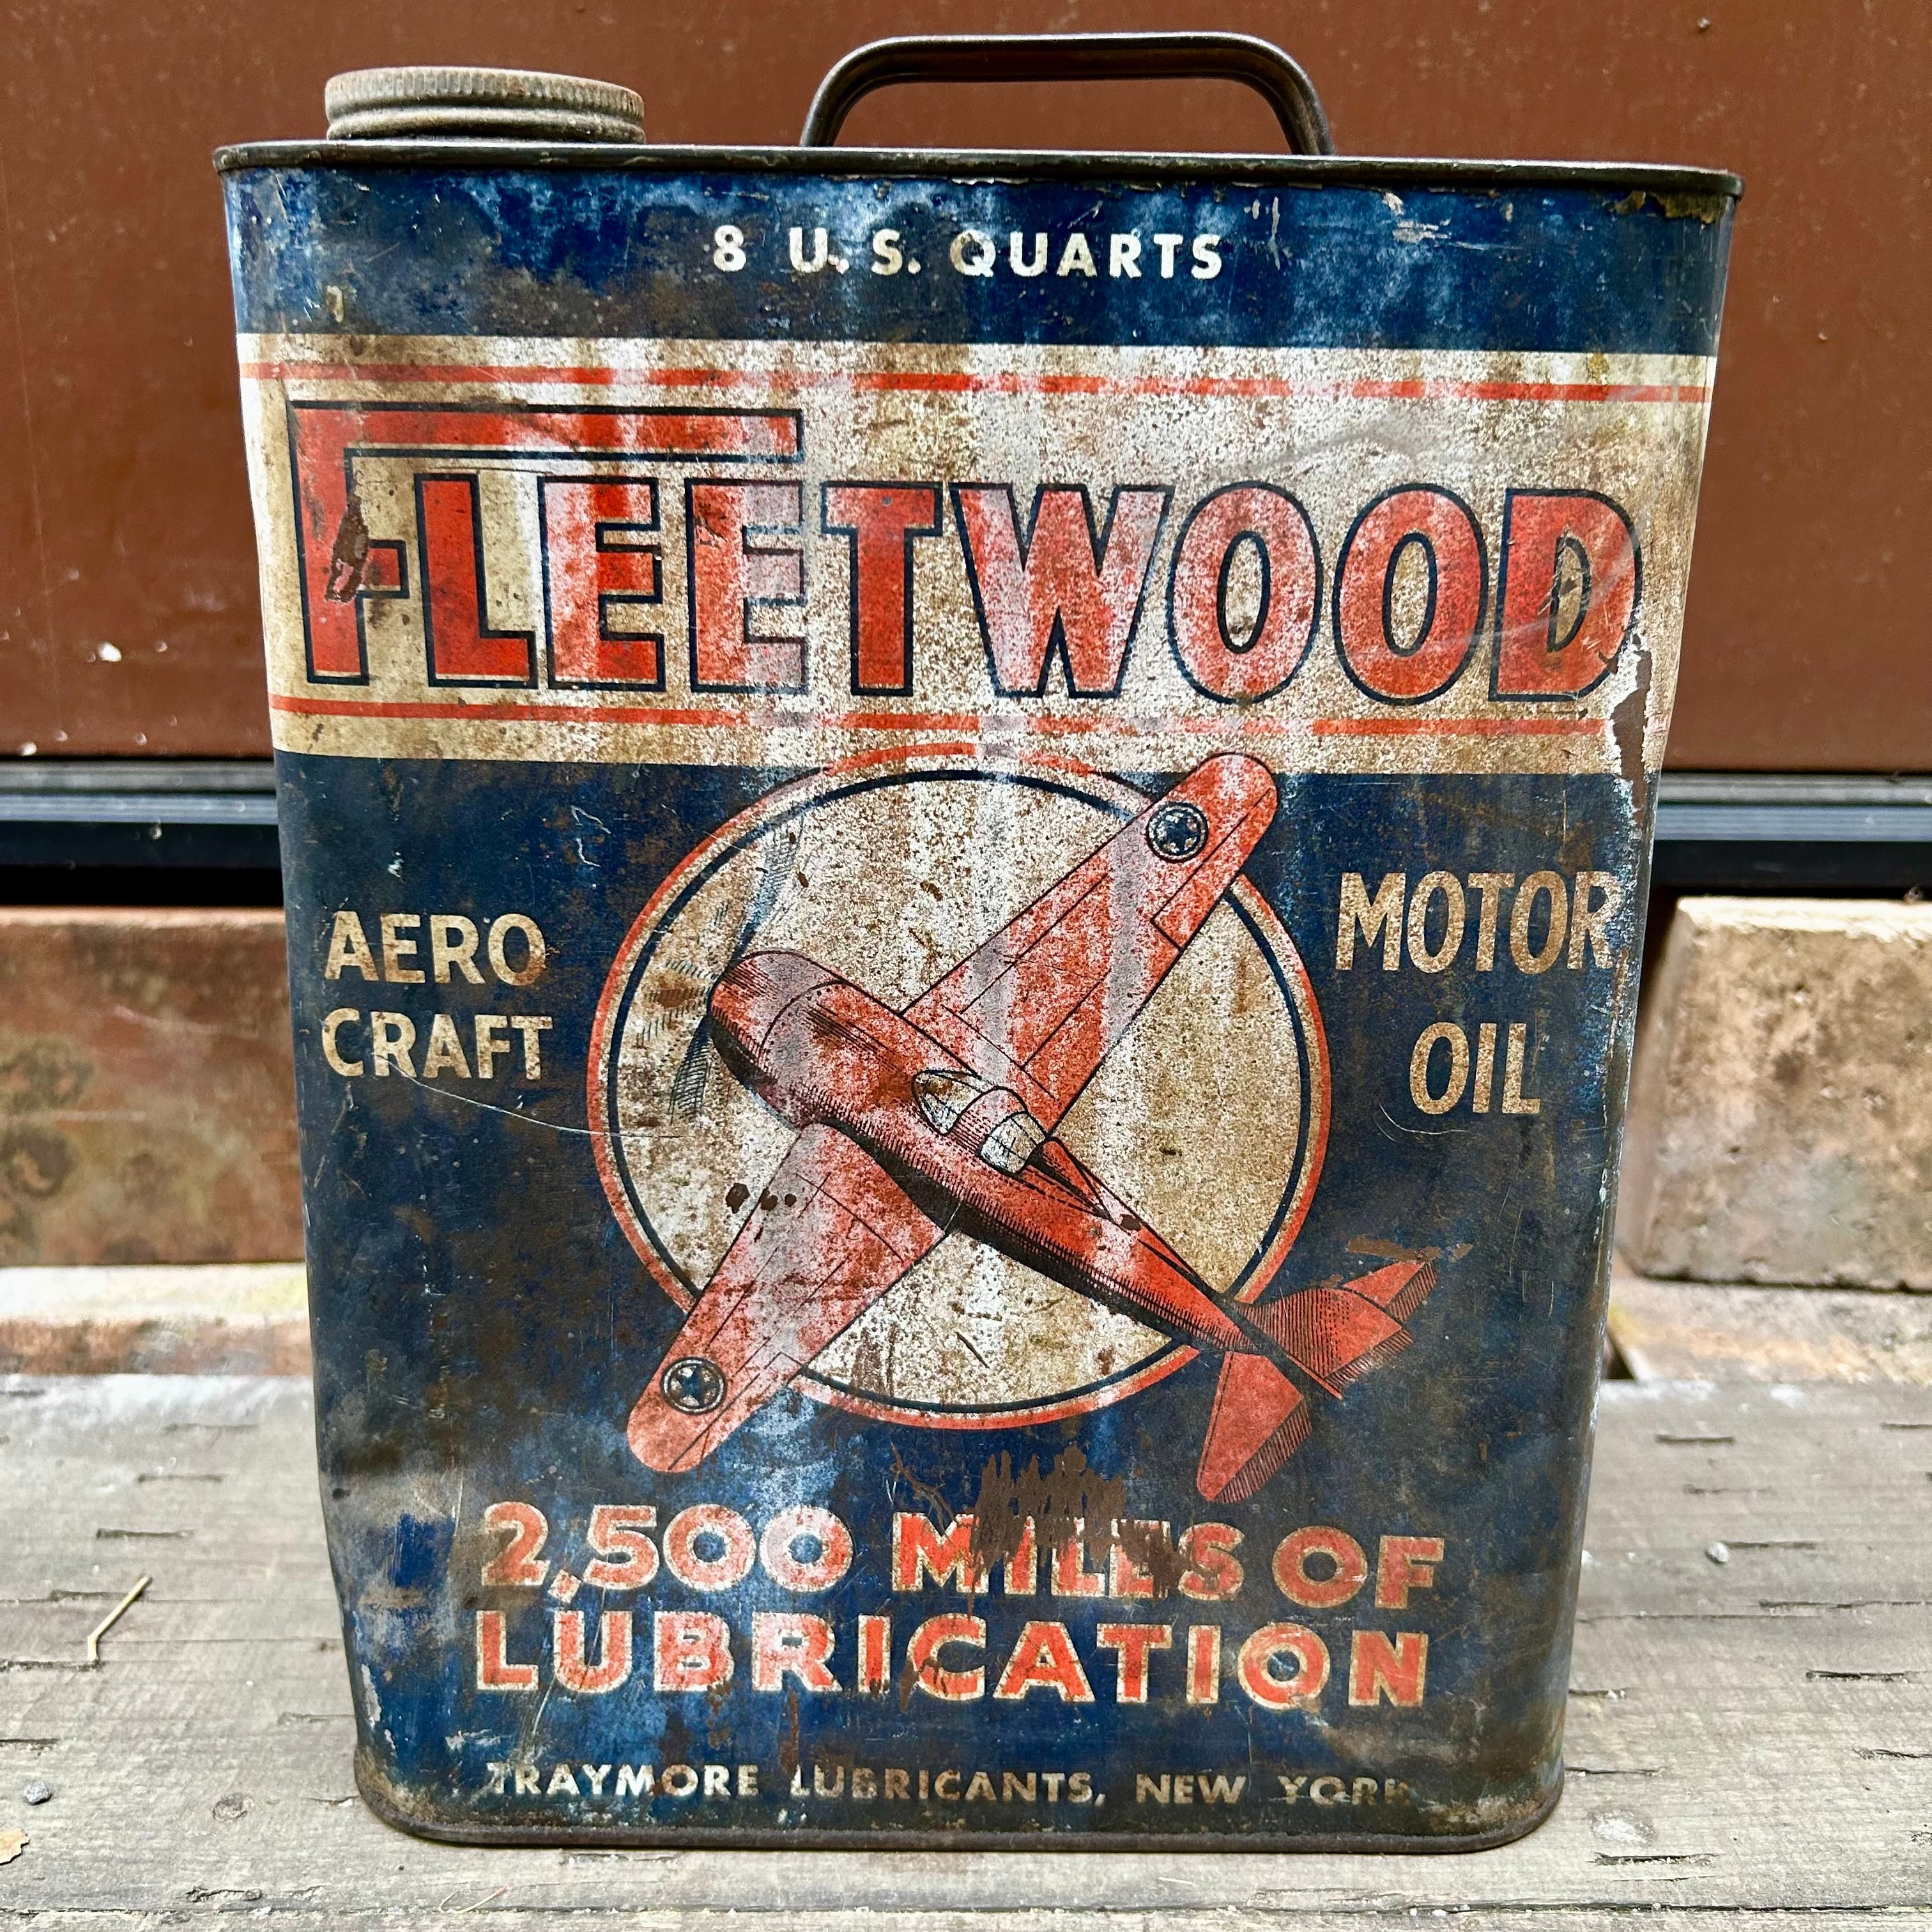 8 U.S. QUARTS
FLEETWOOD
AERO
CRAFT
MOTOR
OIL
2,500 MILES OF
LUBRICATION
TRAYMORE LUBRICANTS, NEW YORK